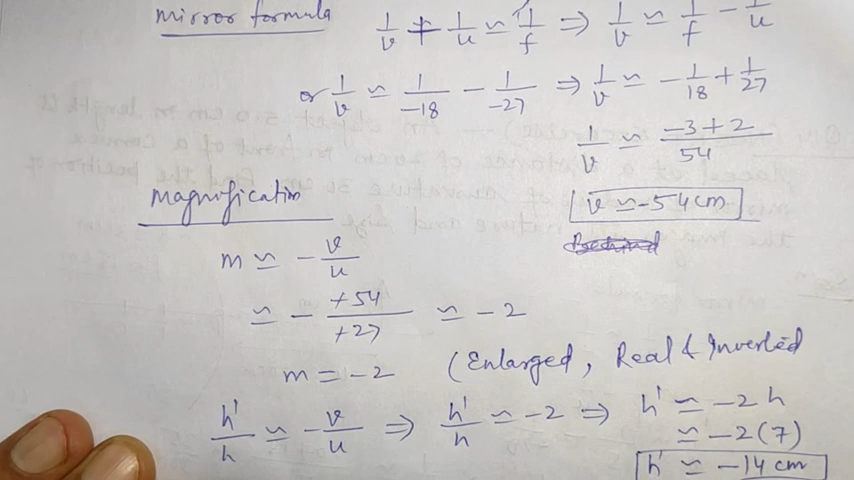 mirror formula
1/v + 1/u ≃ 1/f ⇒ 1/v ≃ 1/f - 1/u
or 1/v ≃ 1/-18 - 1/-27 ⇒ 1/v ≃ -1/18 + 1/27
1/v ≃ -3+2/54
v ≃ -54 cm
Magnification
m ≃ - v/u
≃ - +54/+27 ≃ -2
m = -2 (Enlarged, Real & Inverted
h'/h ≃ - v/u ⇒ h'/h ≃ -2 ⇒ h' ≃ -2 h
≃ -2(7)
h' ≃ -14 cm